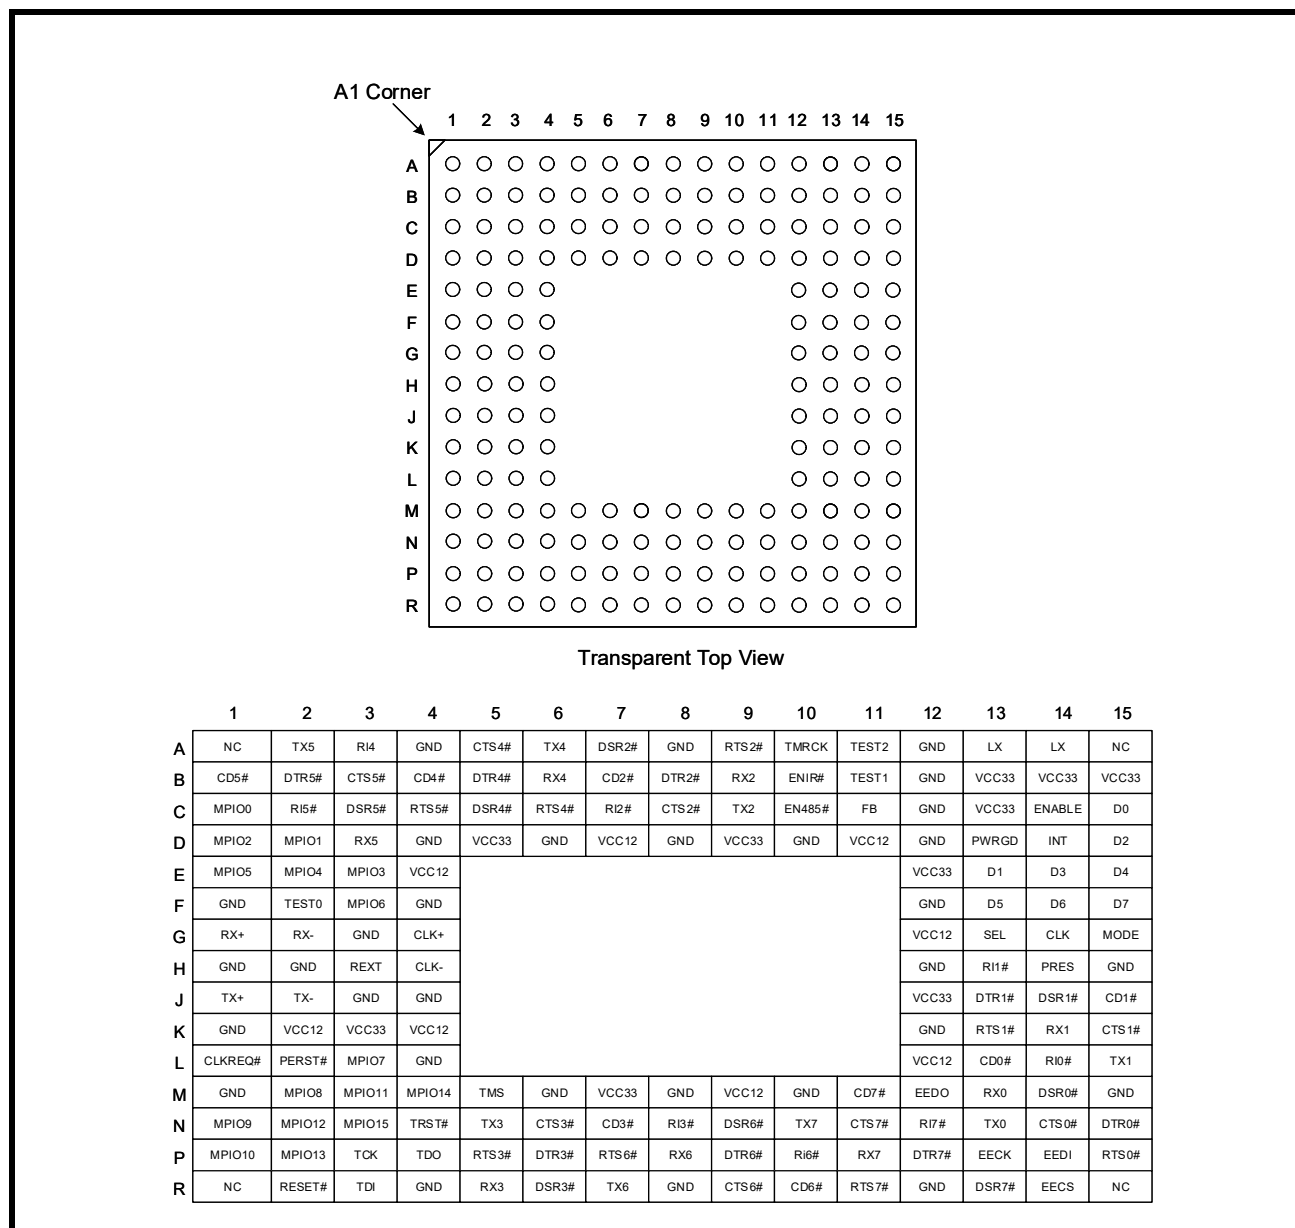 A1 Corner
1 2 3 4 5 6 7 8 9 10 11 12 13 14 15
A
B
C
D
E
F
G
H
J
K
L
M
N
P
R
Transparent Top View
1 2 3 4 5 6 7 8 9 10 11 12 13 14 15
A NC TX5 RI4 GND CTS4# TX4 DSR2# GND RTS2# TMRCK TEST2 GND LX LX NC
B CD5# DTR5# CTS5# CD4# DTR4# RX4 CD2# DTR2# RX2 ENIR# TEST1 GND VCC33 VCC33 VCC33
C MPIO0 RI5# DSR5# RTS5# DSR4# RTS4# RI2# CTS2# TX2 EN485# FB GND VCC33 ENABLE D0
D MPIO2 MPIO1 RX5 GND VCC33 GND VCC12 GND VCC33 GND VCC12 GND PWRGD INT D2
E MPIO5 MPIO4 MPIO3 VCC12 VCC33 D1 D3 D4
F GND TEST0 MPIO6 GND GND D5 D6 D7
G RX+ RX- GND CLK+ VCC12 SEL CLK MODE
H GND GND REXT CLK- GND RI1# PRES GND
J TX+ TX- GND GND VCC33 DTR1# DSR1# CD1#
K GND VCC12 VCC33 VCC12 GND RTS1# RX1 CTS1#
L CLKREQ# PERST# MPIO7 GND VCC12 CD0# RI0# TX1
M GND MPIO8 MPIO11 MPIO14 TMS GND VCC33 GND VCC12 GND CD7# EEDO RX0 DSR0# GND
N MPIO9 MPIO12 MPIO15 TRST# TX3 CTS3# CD3# RI3# DSR6# TX7 CTS7# RI7# TX0 CTS0# DTR0#
P MPIO10 MPIO13 TCK TDO RTS3# DTR3# RTS6# RX6 DTR6# Ri6# RX7 DTR7# EECK EEDI RTS0#
R NC RESET# TDI GND RX3 DSR3# TX6 GND CTS6# CD6# RTS7# GND DSR7# EECS NC